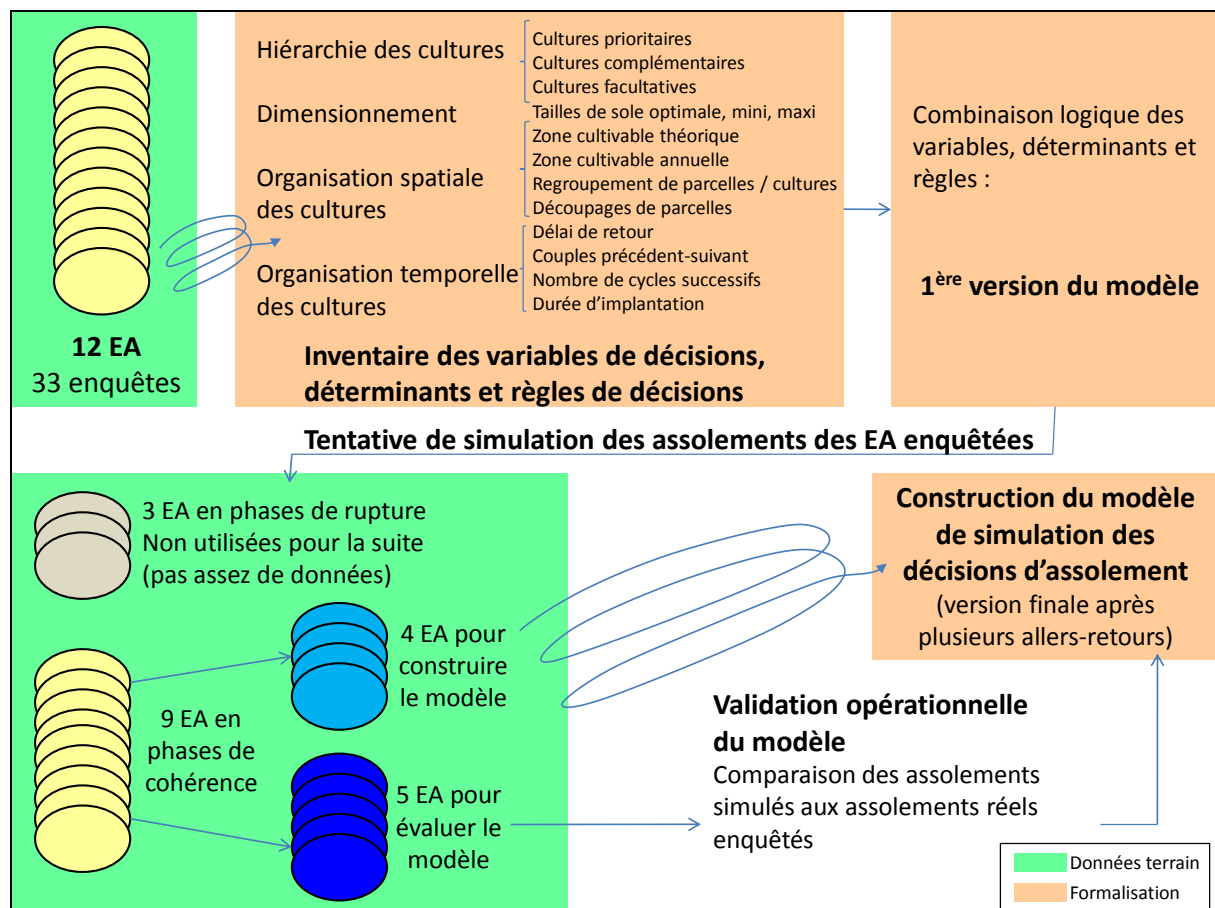 12 EA
33 enquêtes
Hiérarchie des cultures
Cultures prioritaires
Cultures complémentaires
Cultures facultatives
Dimensionnement
Tailles de sole optimale, mini, maxi
Organisation spatiale
des cultures
Zone cultivable théorique
Zone cultivable annuelle
Regroupement de parcelles / cultures
Découpages de parcelles
Organisation temporelle
des cultures
Délai de retour
Couples précédent-suivant
Nombre de cycles successifs
Durée d'implantation
Inventaire des variables de décisions,
déterminants et règles de décisions
Combinaison logique des
variables, déterminants et
règles :
1ère version du modèle
Tentative de simulation des assolements des EA enquêtées
3 EA en phases de rupture
Non utilisées pour la suite
(pas assez de données)
9 EA en
phases de
cohérence
4 EA pour
construire
le modèle
5 EA pour
évaluer le
modèle
Construction du modèle
de simulation des
décisions d'assolement
(version finale après
plusieurs allers-retours)
Validation opérationnelle
du modèle
Comparaison des assolements
simulés aux assolements réels
enquêtés
Données terrain
Formalisation